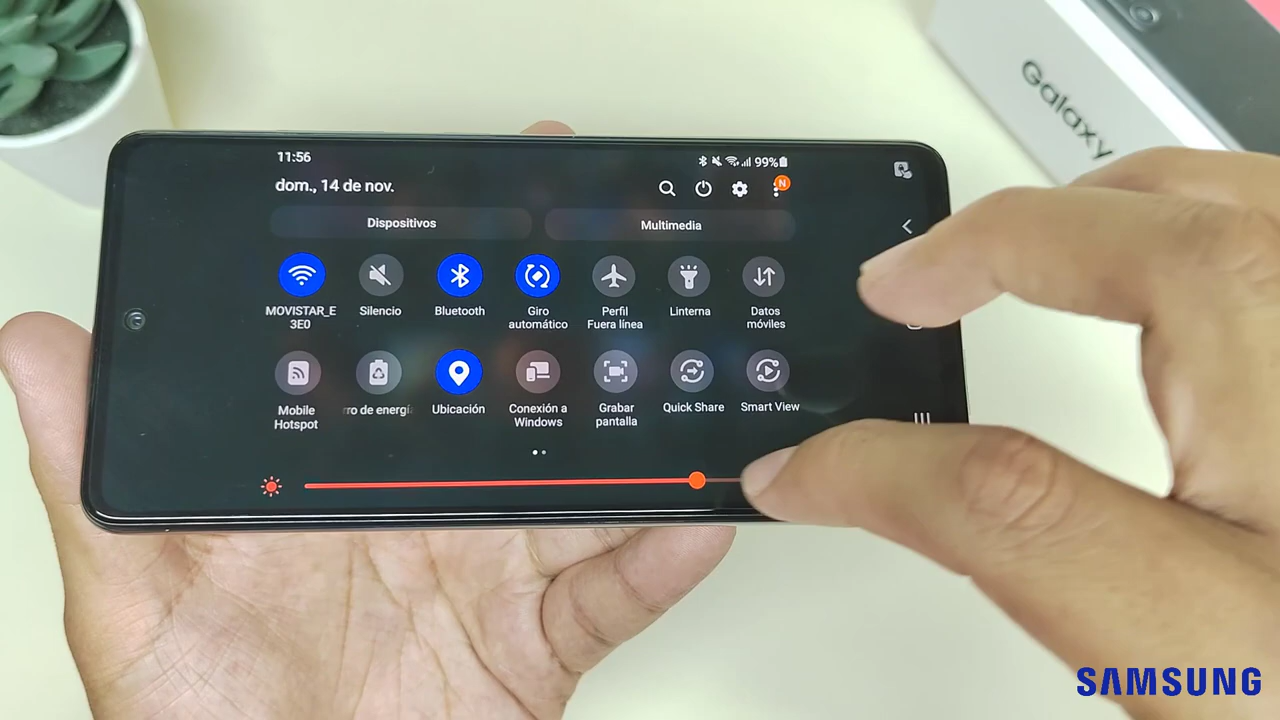 Galaxy
11:56
99%
dom., 14 de nov.
N
Dispositivos
Multimedia
MOVISTAR_E
3E0
Silencio
Bluetooth
Giro
automático
Perfil
Fuera línea
Linterna
Datos
móviles
Mobile
Hotspot
rro de energí
Ubicación
Conexión a
Windows
Grabar
pantalla
Quick Share
Smart View
SAMSUNG